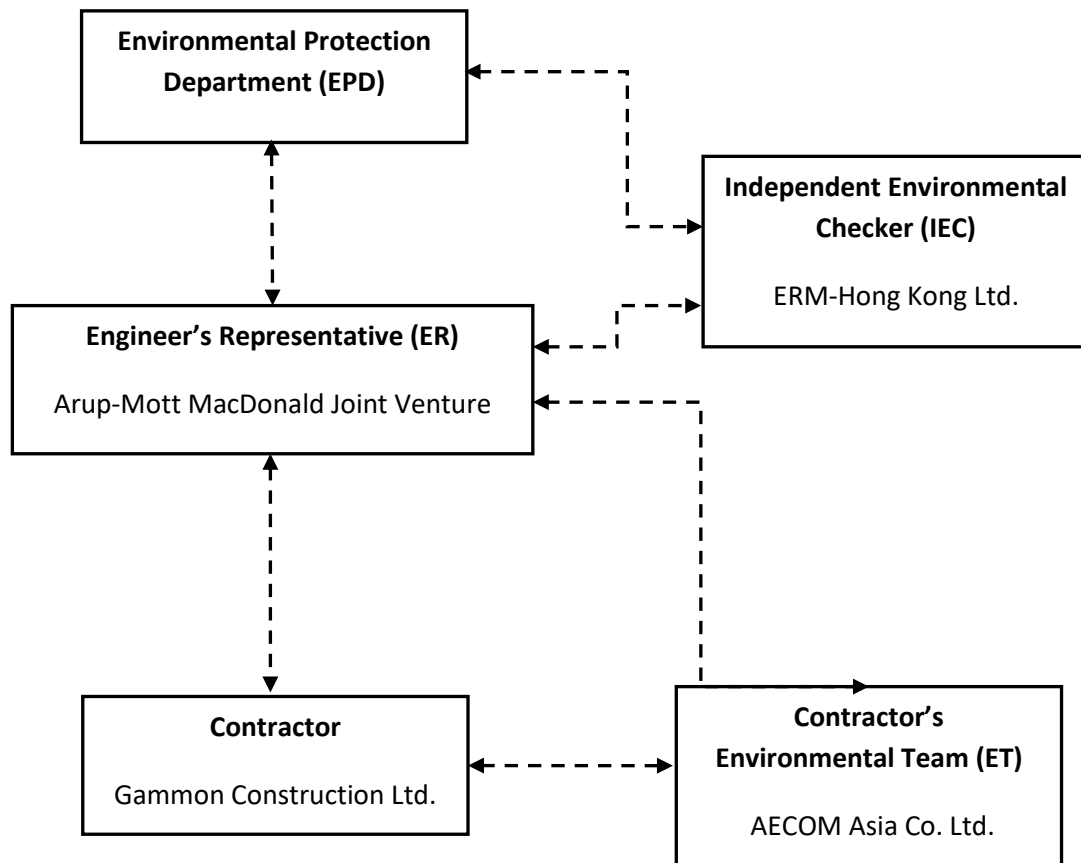 Environmental Protection
Department (EPD)
Independent Environmental
Checker (IEC)
ERM-Hong Kong Ltd.
Engineer’s Representative (ER)
Arup-Mott MacDonald Joint Venture
Contractor
Gammon Construction Ltd.
Contractor’s
Environmental Team (ET)
AECOM Asia Co. Ltd.